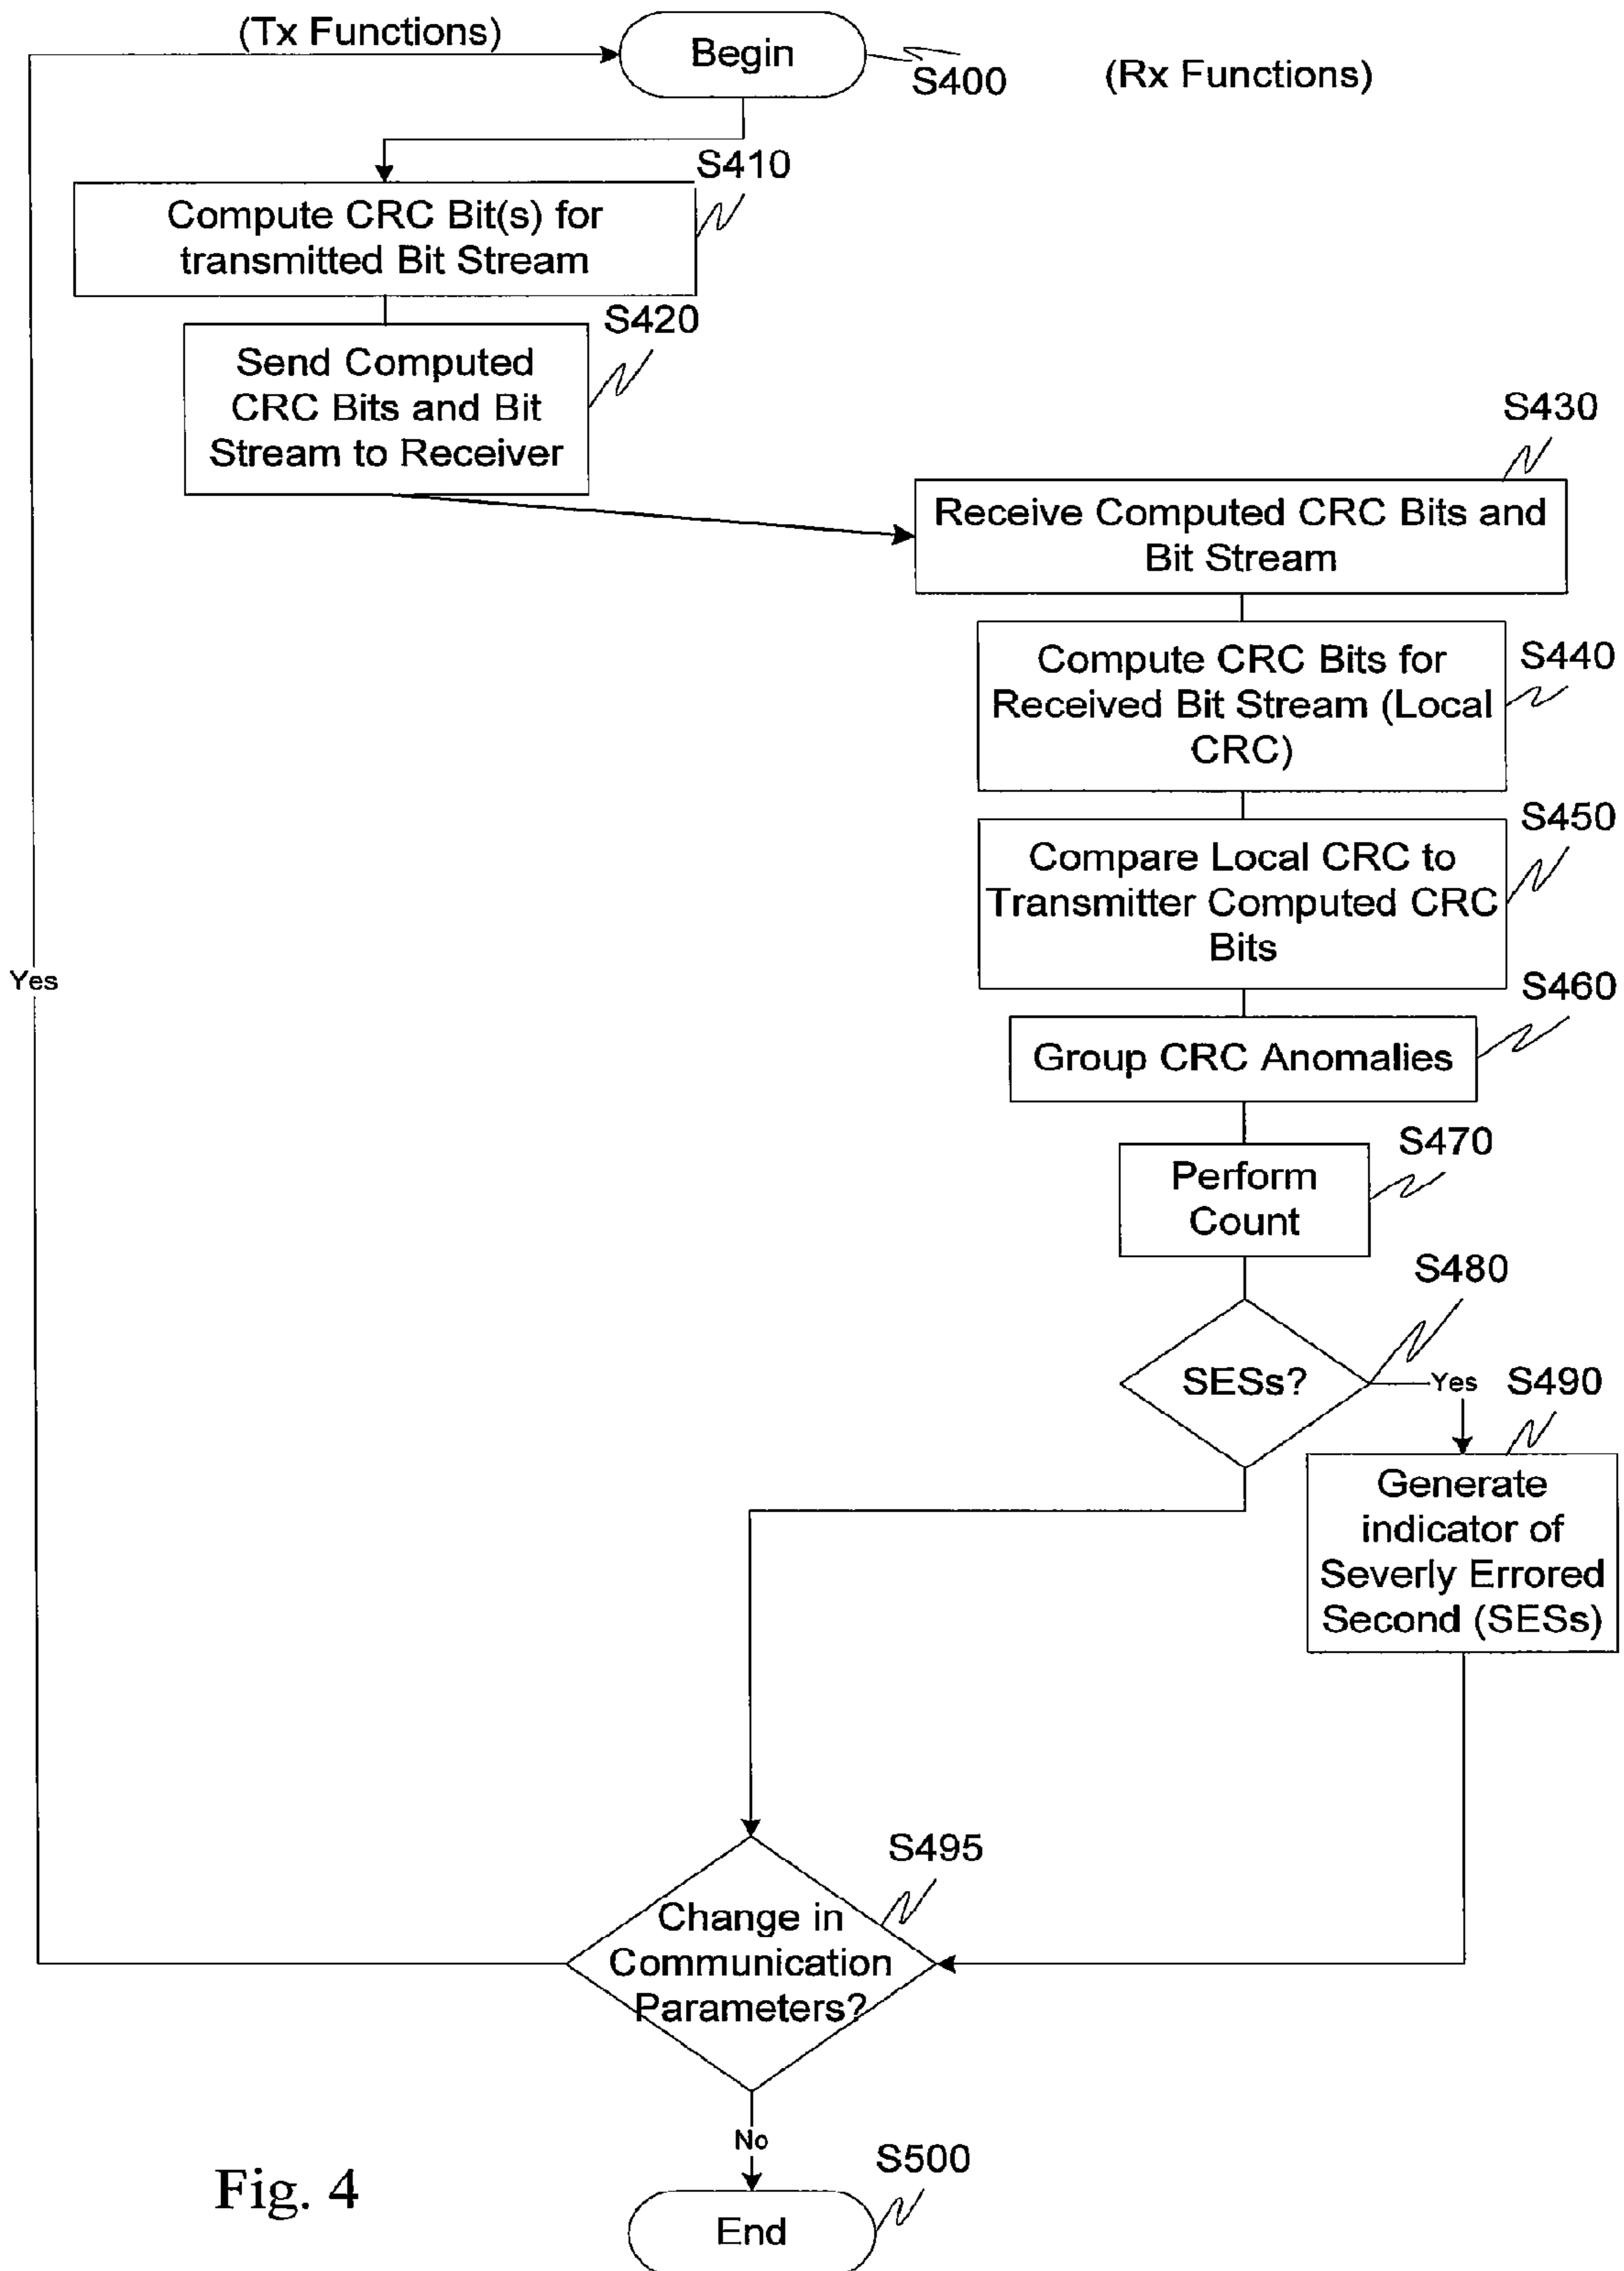 (Tx Functions)
Begin
S400
(Rx Functions)
S410
Compute CRC Bit(s) for
transmitted Bit Stream
S420
Send Computed
CRC Bits and Bit
Stream to Receiver
S430
Receive Computed CRC Bits and
Bit Stream
Compute CRC Bits for
Received Bit Stream (Local
CRC)
S440
S450
Compare Local CRC to
Transmitter Computed CRC
Bits
Yes
S460
Group CRC Anomalies
S470
Perform
Count
S480
SESs?
Yes
S490
Generate
indicator of
Severly Errored
Second (SESs)
S495
Change in
Communication
Parameters?
No
S500
End
Fig. 4